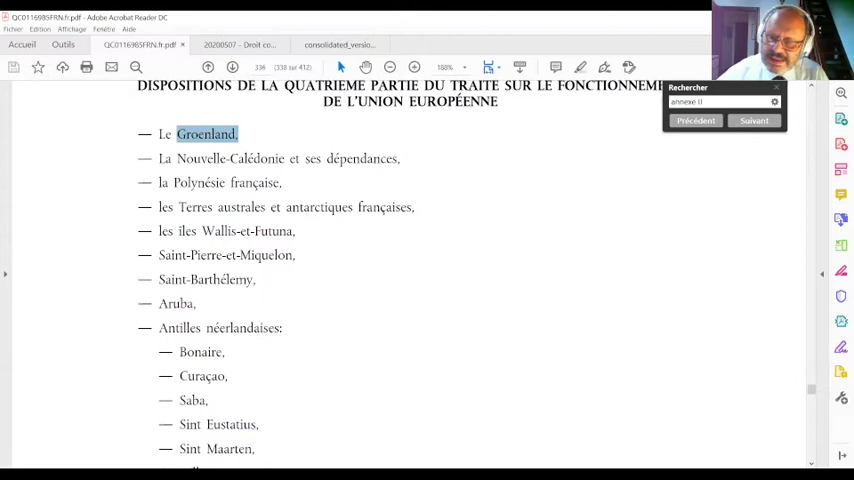 QC0116985FRN.fr.pdf - Adobe Acrobat Reader DC
Fichier Edition Affichage Fenêtre Aide
Accueil Outils QC0116985FRN.fr.pdf × 20200507 - Droit co... consolidated_versio...
336 (338 sur 412) 188%
Rechercher ×
annexe II
Précédent Suivant
DISPOSITIONS DE LA QUATRIÈME PARTIE DU TRAITÉ SUR LE FONCTIONNEME
DE L'UNION EUROPÉENNE
— Le Groenland,
— La Nouvelle-Calédonie et ses dépendances,
— la Polynésie française,
— les Terres australes et antarctiques françaises,
— les îles Wallis-et-Futuna,
— Saint-Pierre-et-Miquelon,
— Saint-Barthélemy,
— Aruba,
— Antilles néerlandaises:
— Bonaire,
— Curaçao,
— Saba,
— Sint Eustatius,
— Sint Maarten,